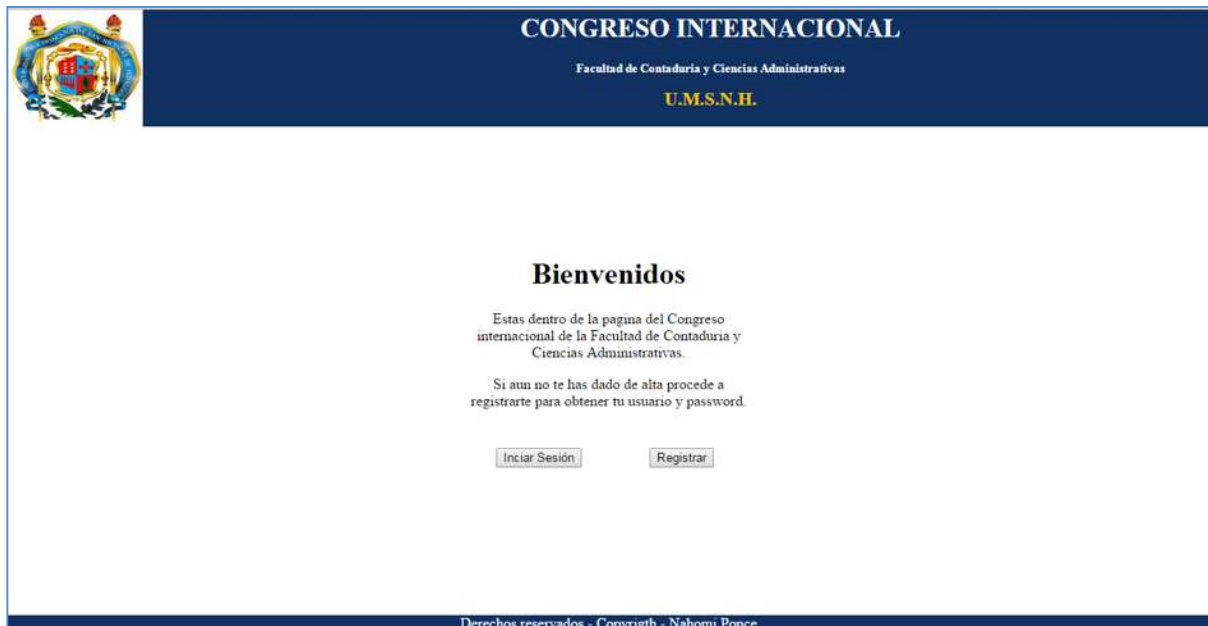 CONGRESO INTERNACIONAL
Facultad de Contaduria y Ciencias Administrativas
U.M.S.N.H.
Bienvenidos
Estas dentro de la pagina del Congreso
internacional de la Facultad de Contaduria y
Ciencias Administrativas.
Si aun no te has dado de alta procede a
registrarte para obtener tu usuario y password.
Inciar Sesión
Registrar
Derechos reservados - Copyrigth - Nahomi Ponce